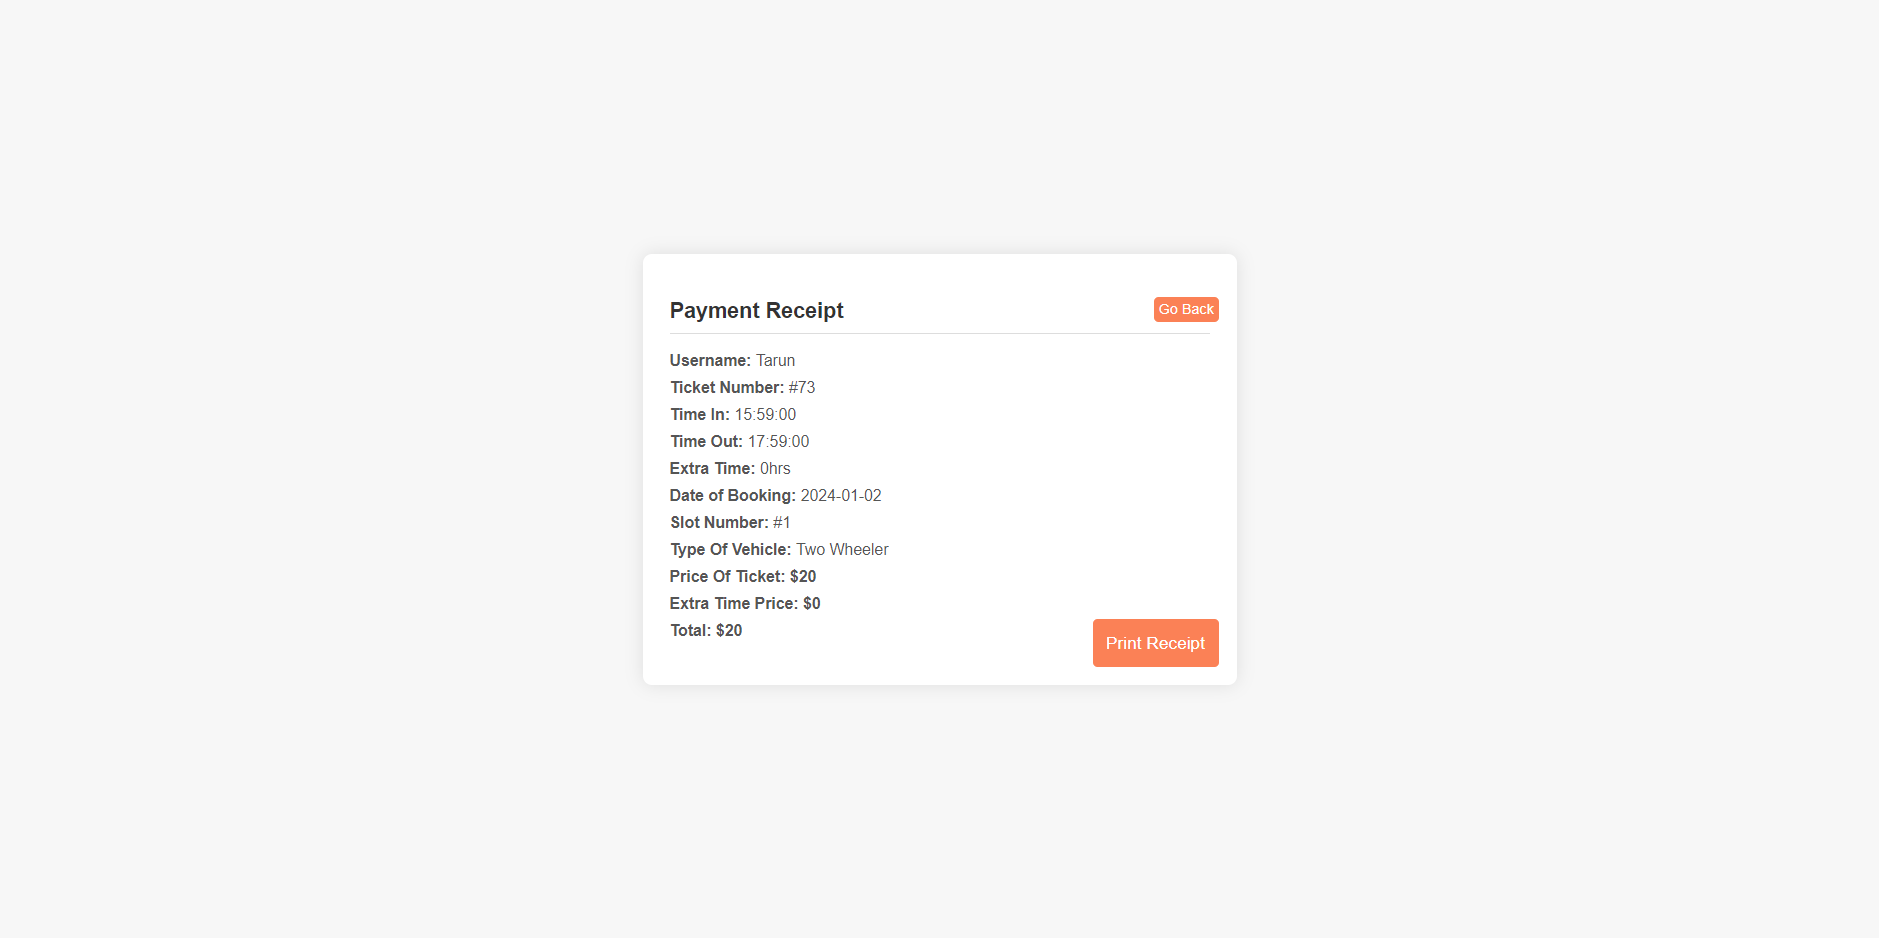 Payment Receipt
Go Back
Username: Tarun
Ticket Number: #73
Time In: 15:59:00
Time Out: 17:59:00
Extra Time: 0hrs
Date of Booking: 2024-01-02
Slot Number: #1
Type Of Vehicle: Two Wheeler
Price Of Ticket: $20
Extra Time Price: $0
Total: $20
Print Receipt